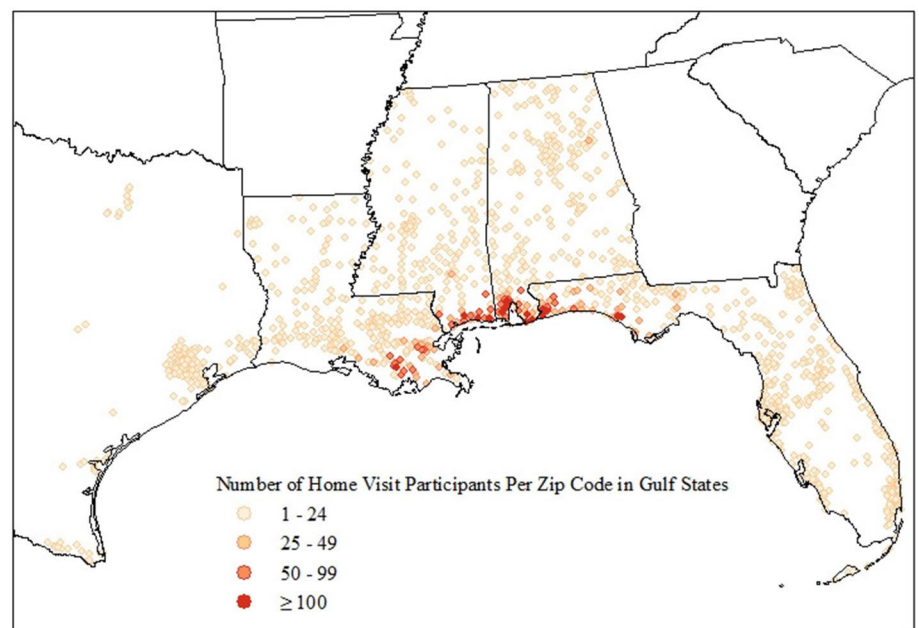 Number of Home Visit Participants Per Zip Code in Gulf States
1 - 24
25 - 49
50 - 99
≥ 100